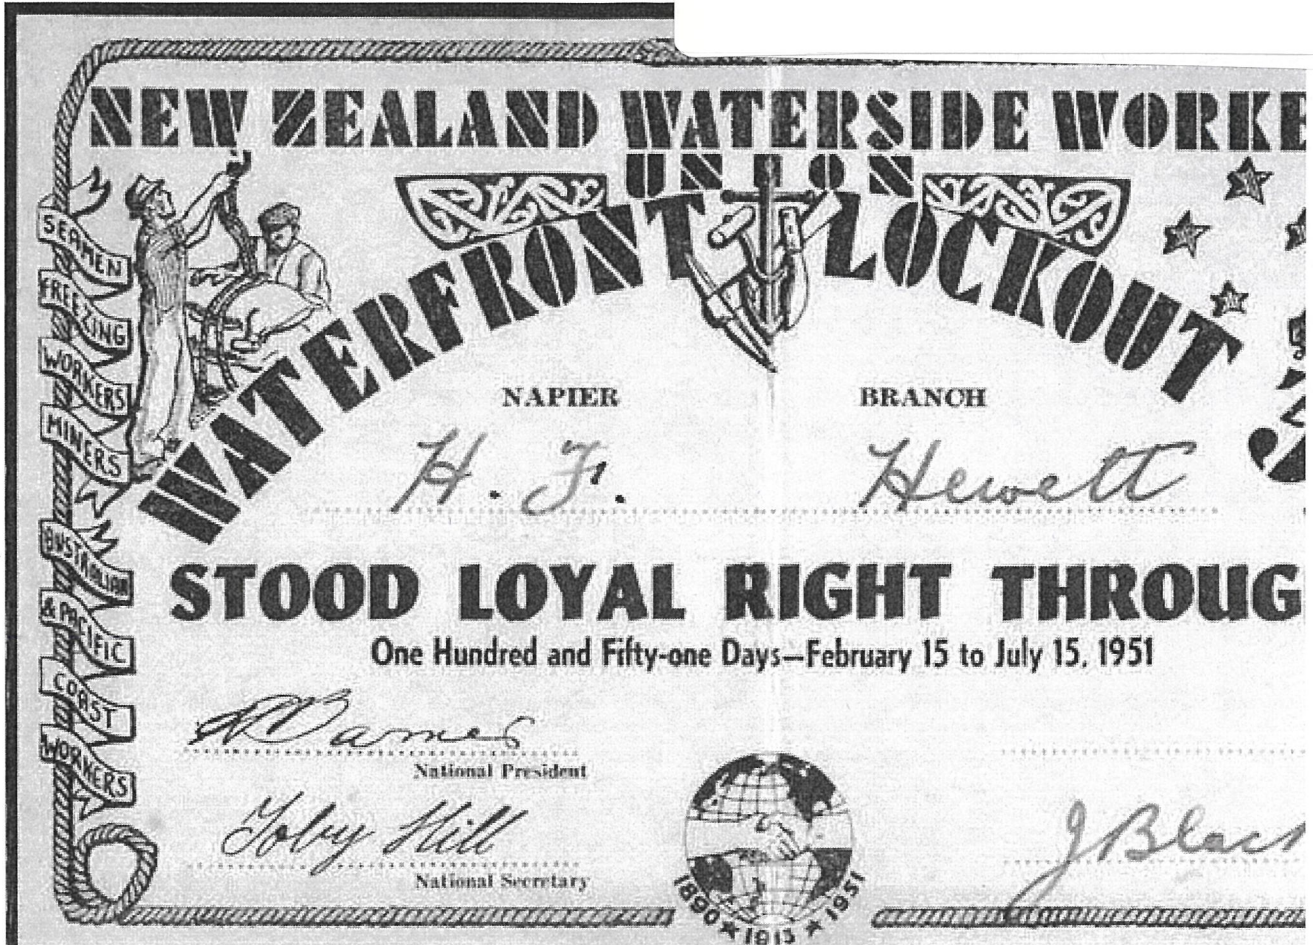 NEW ZEALAND WATERSIDE WORKE
UNION
WATERFRONT LOCKOUT
SEAMEN
FREEZING
WORKERS
MINERS
AUSTRALIAN
& PACIFIC
COAST
WORKERS
NAPIER BRANCH
H. F. Hewett
STOOD LOYAL RIGHT THROUG
One Hundred and Fifty-one Days—February 15 to July 15, 1951
Barnes
National President
Toby Hill
National Secretary
J Black
1890 ★ 1913 ★ 1951